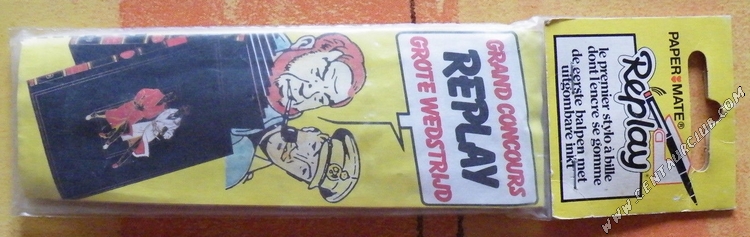 GRAND CONCOURS
REPLAY
GROTE WEDSTRIJD
PAPER MATE®
Replay
le premier stylo à bille
dont l'encre se gomme
de eerste balpen met
uitgombare inkt
WWW.CENTAURCLUB.COM